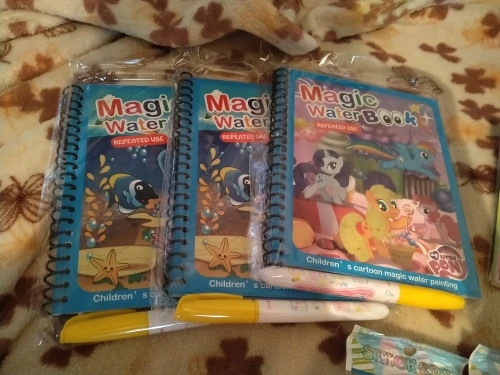 Magic
Water
REPEATED USE
Children's c
Magic
Water
REPEATED USE
Children's carto
Magic
Water Book
REPEATED USE
MY LITTLE
PONY
Children's cartoon magic water painting